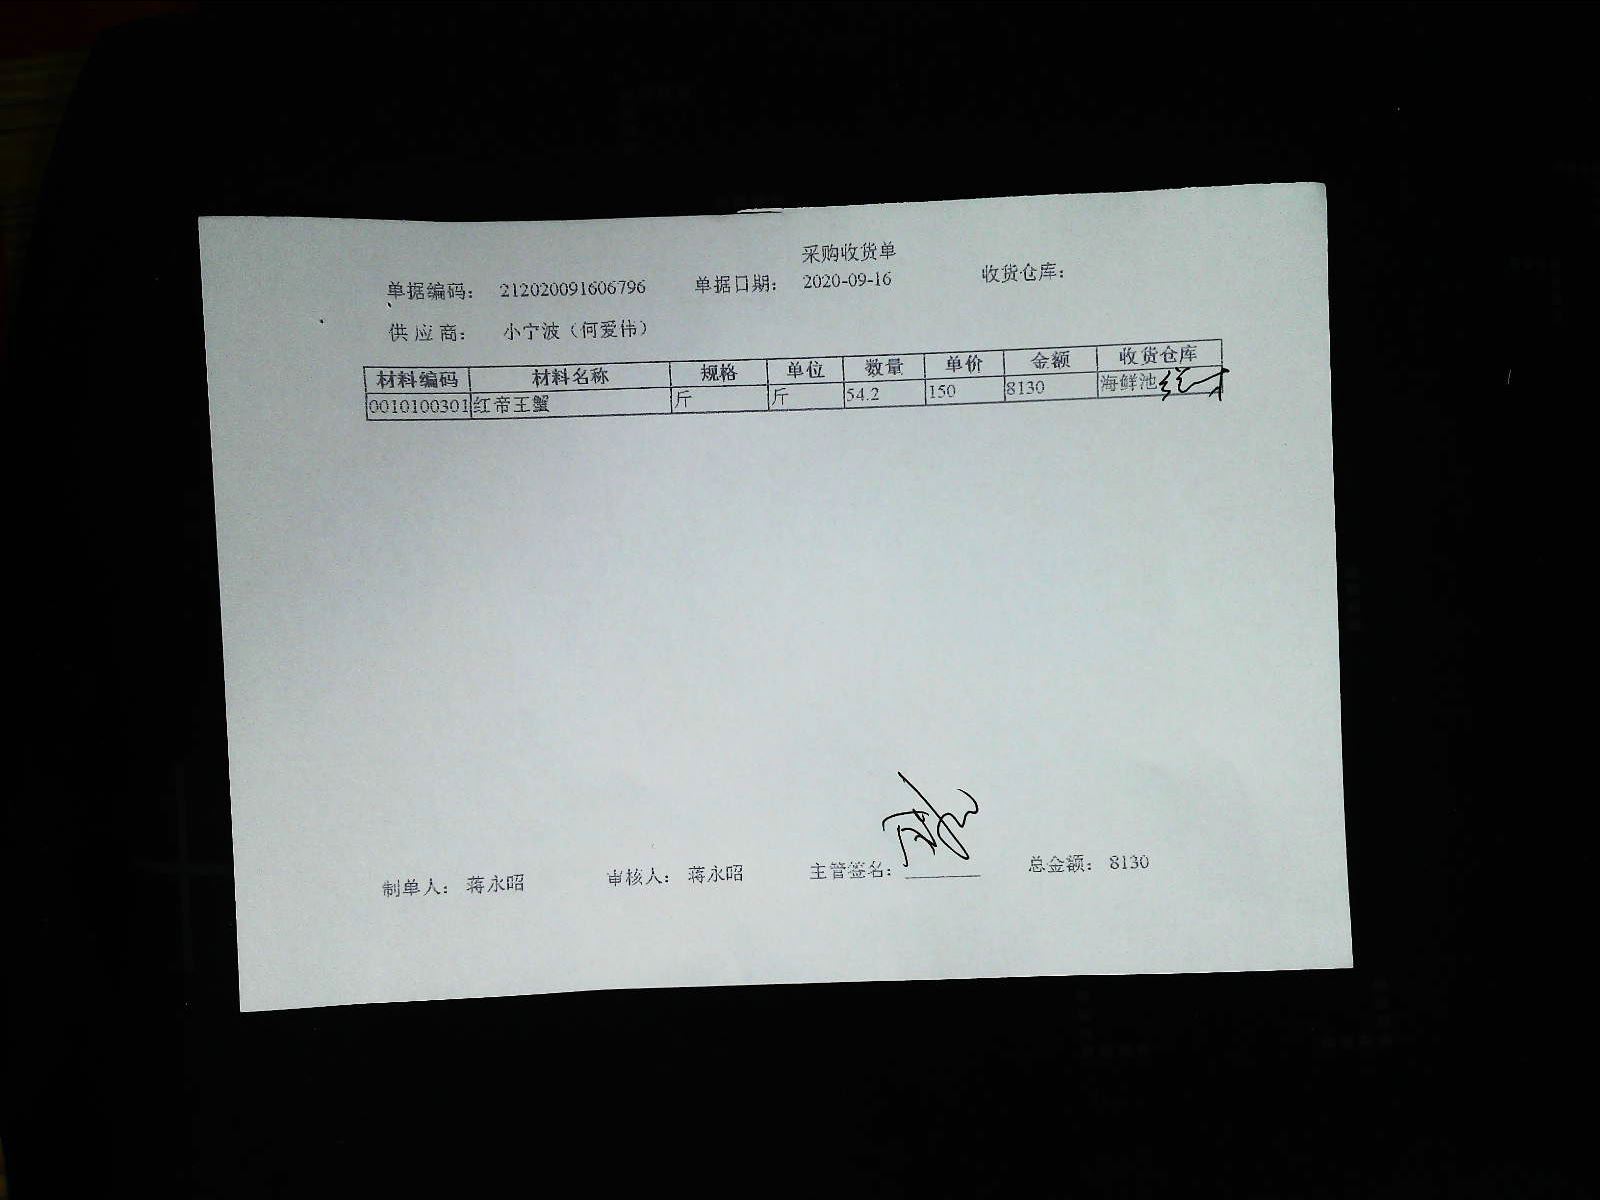 采购收货单
单据编码： 212020091606796 单据日期： 2020-09-16 收货仓库：
供应商： 小宁波（何爱伟）
材料编码 材料名称 规格 单位 数量 单价 金额 收货仓库
0010100301 红帝王蟹 斤 斤 54.2 150 8130 海鲜池
制单人： 蒋永昭 审核人： 蒋永昭 主管签名： 总金额： 8130